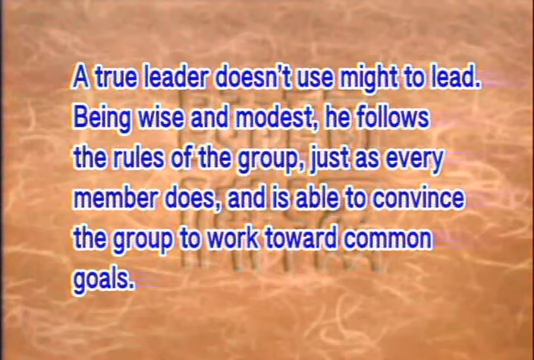 A true leader doesn't use might to lead.
Being wise and modest, he follows
the rules of the group, just as every
member does, and is able to convince
the group to work toward common
goals.